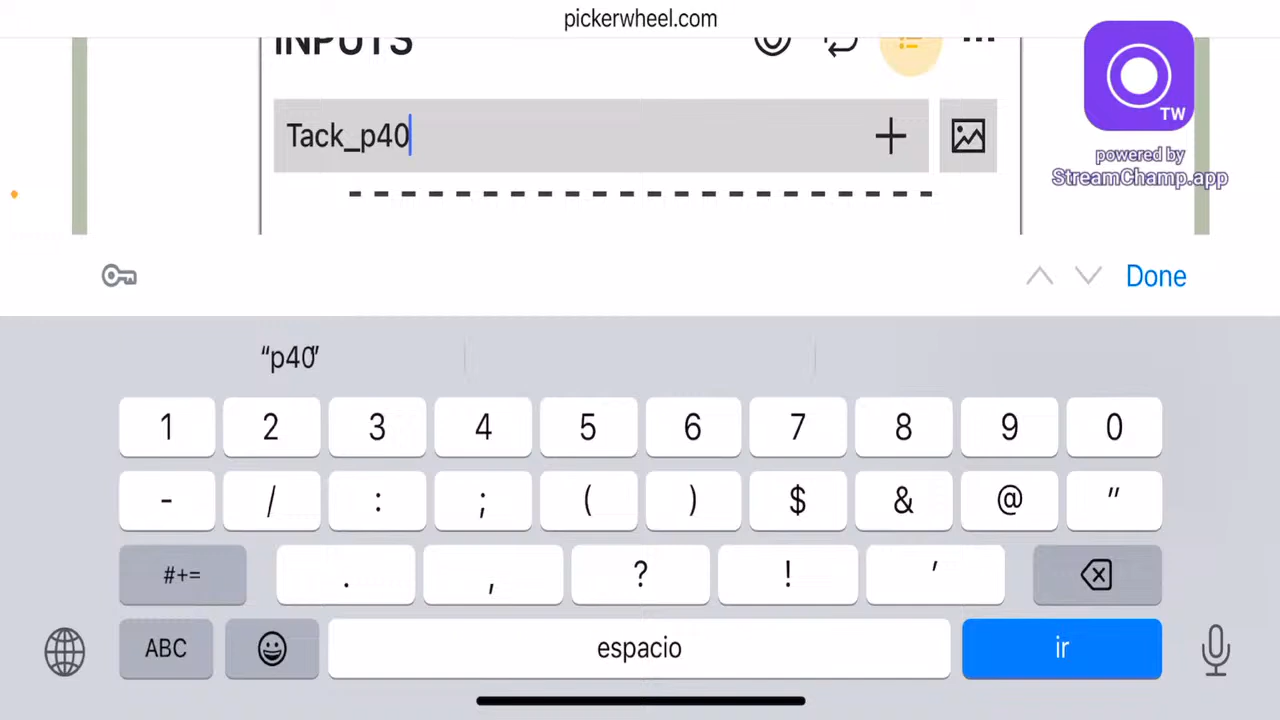 pickerwheel.com
INPUTS
Tack_p40
TW
powered by
StreamChamp.app
Done
“p40”
1 2 3 4 5 6 7 8 9 0
- / : ; ( ) $ & @ "
#+= . , ? ! '
ABC espacio ir